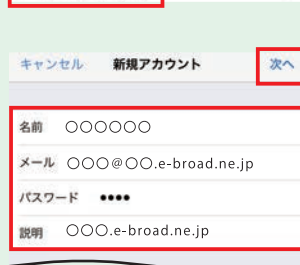 キャンセル 新規アカウント 次へ
名前 〇〇〇〇〇〇
メール 〇〇〇@〇〇.e-broad.ne.jp
パスワード ••••
説明 〇〇〇.e-broad.ne.jp